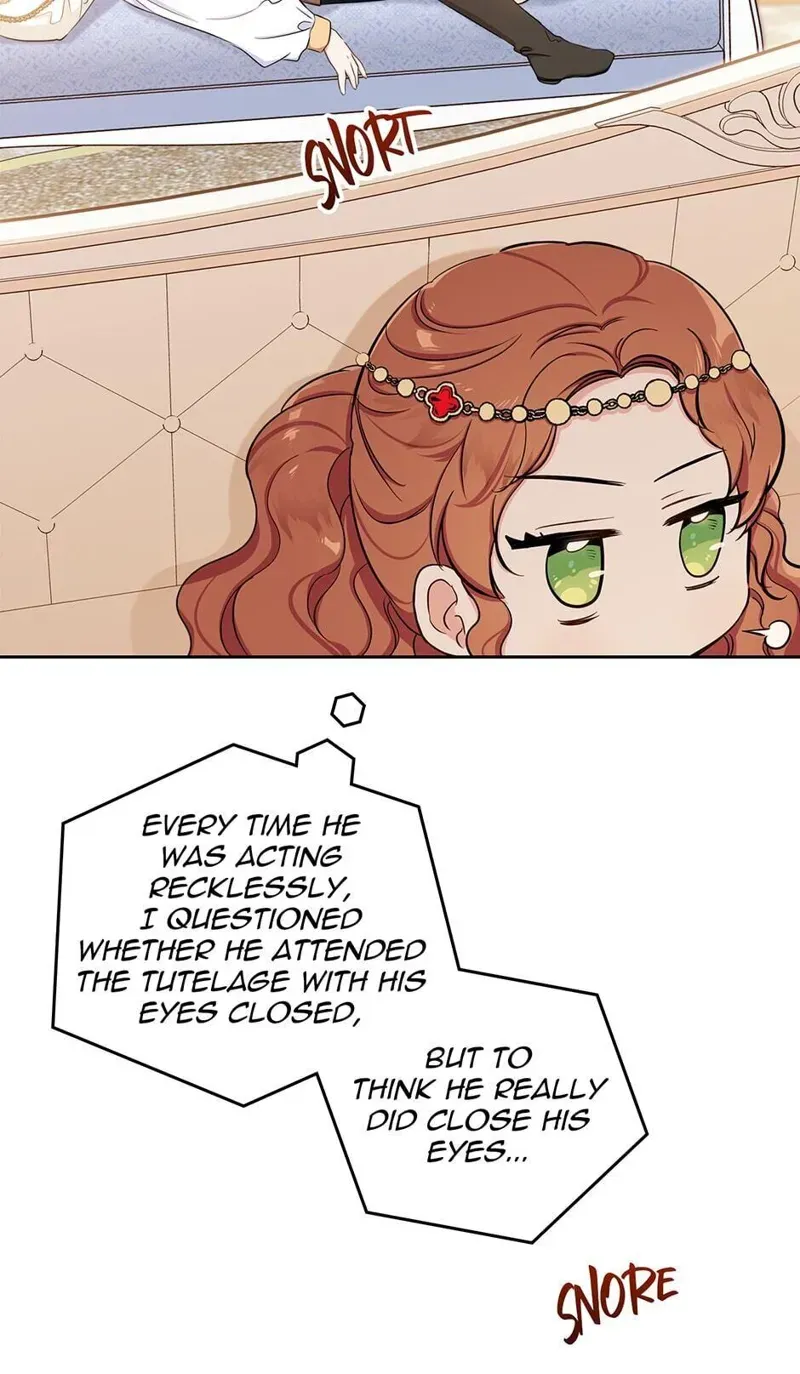 SNORT
EVERY TIME HE
WAS ACTING
RECKLESSLY,
I QUESTIONED
WHETHER HE ATTENDED
THE TUTELAGE WITH HIS
EYES CLOSED,
BUT TO
THINK HE REALLY
DID CLOSE HIS
EYES...
SNORE